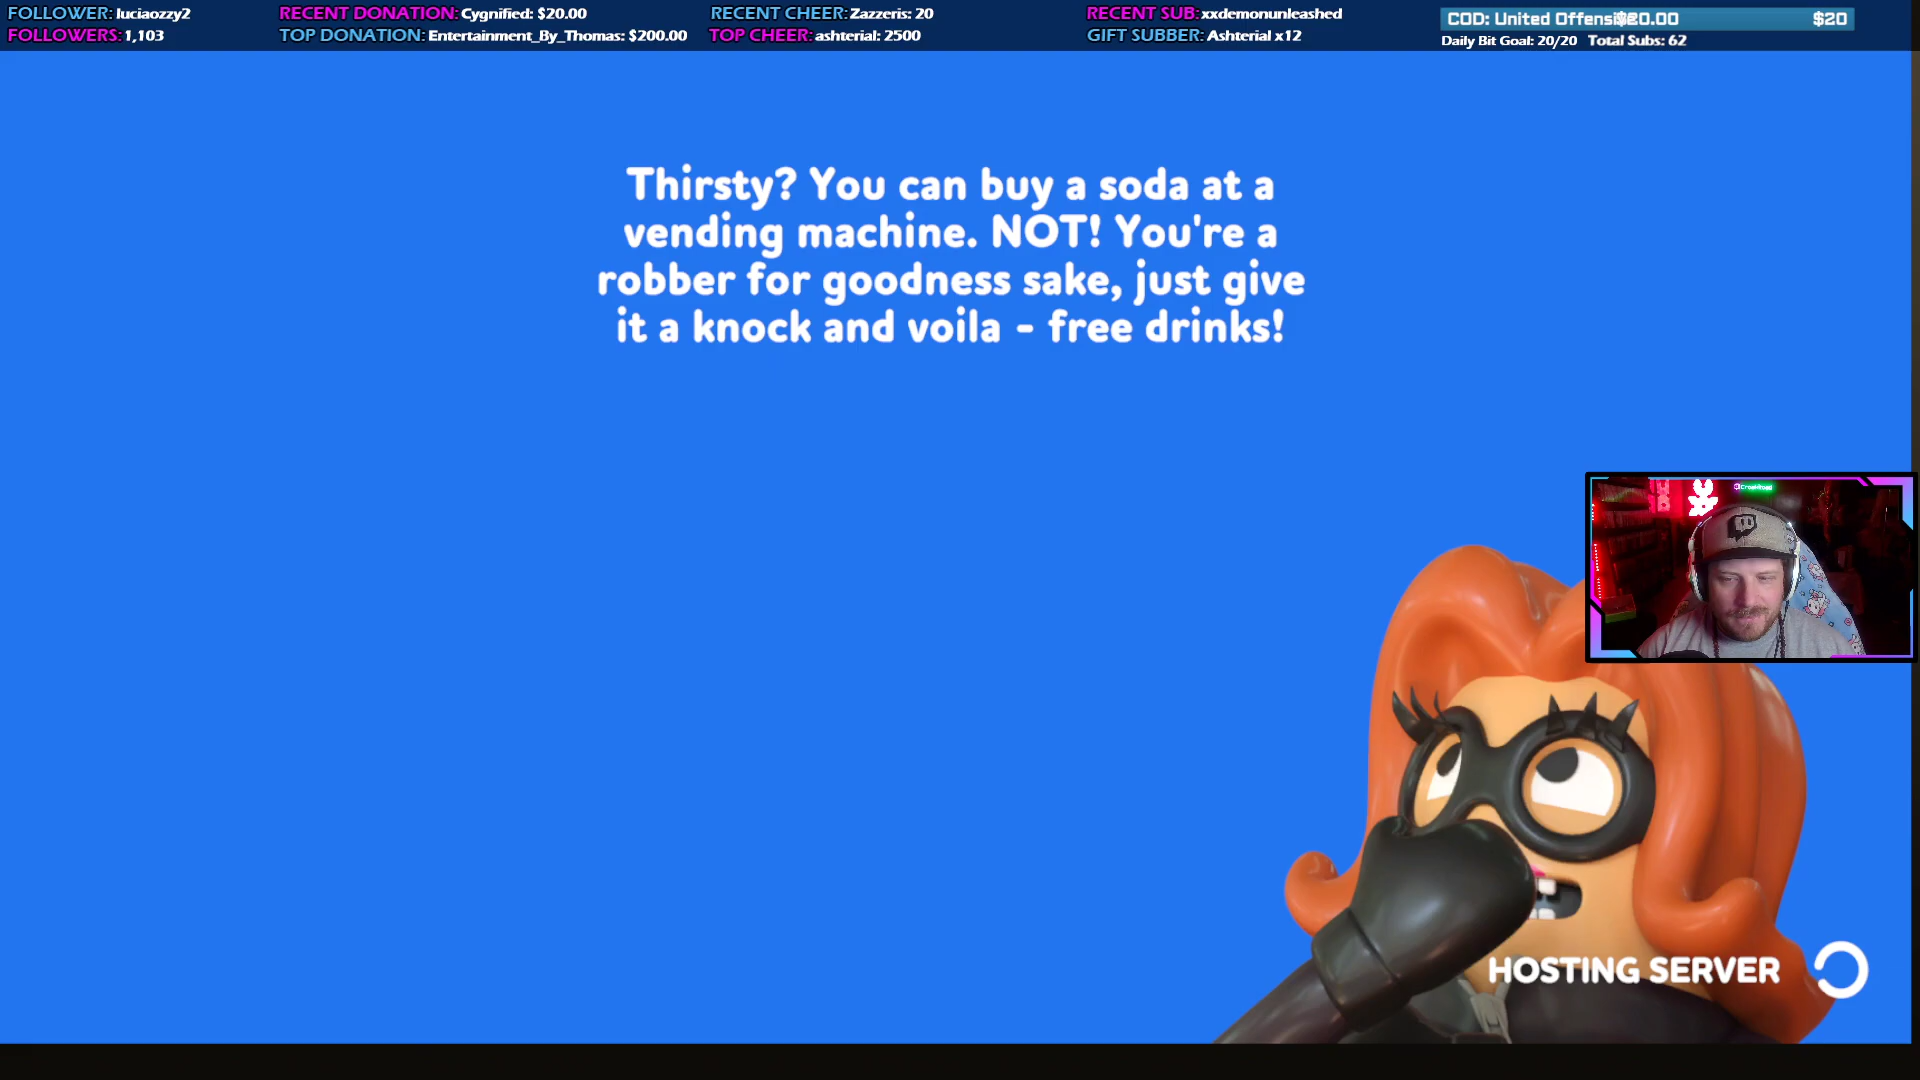 FOLLOWER: luciaozzy2
FOLLOWERS: 1,103
RECENT DONATION: Cygnified: $20.00
TOP DONATION: Entertainment_By_Thomas: $200.00
RECENT CHEER: Zazzeris: 20
TOP CHEER: ashterial: 2500
RECENT SUB: xxdemonunleashed
GIFT SUBBER: Ashterial x12
COD: United Offensi $20
Daily Bit Goal: 20/20 Total Subs: 62
Thirsty? You can buy a soda at a
vending machine. NOT! You're a
robber for goodness sake, just give
it a knock and voila - free drinks!
HOSTING SERVER